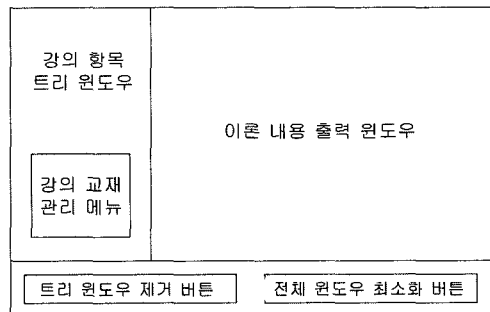 강의 항목
트리 윈도우
이론 내용 출력 윈도우
강의 교재
관리 메뉴
트리 윈도우 제거 버튼
전체 윈도우 최소화 버튼